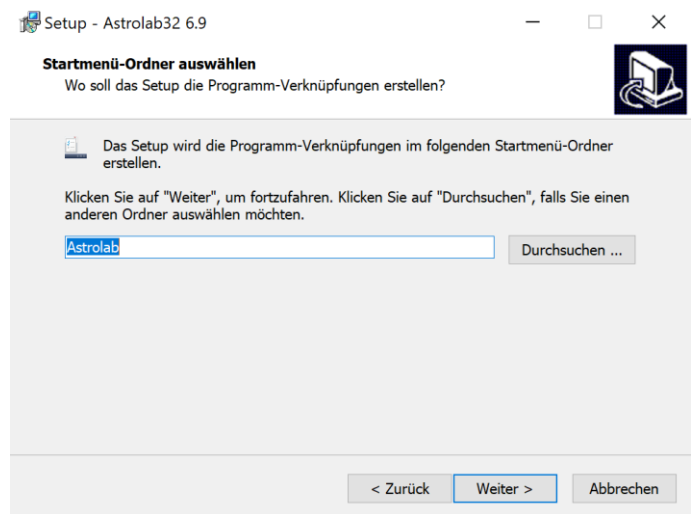 Setup - Astrolab32 6.9
Startmenü-Ordner auswählen
Wo soll das Setup die Programm-Verknüpfungen erstellen?
Das Setup wird die Programm-Verknüpfungen im folgenden Startmenü-Ordner
erstellen.
Klicken Sie auf "Weiter", um fortzufahren. Klicken Sie auf "Durchsuchen", falls Sie einen
anderen Ordner auswählen möchten.
Astrolab
Durchsuchen ...
< Zurück
Weiter >
Abbrechen